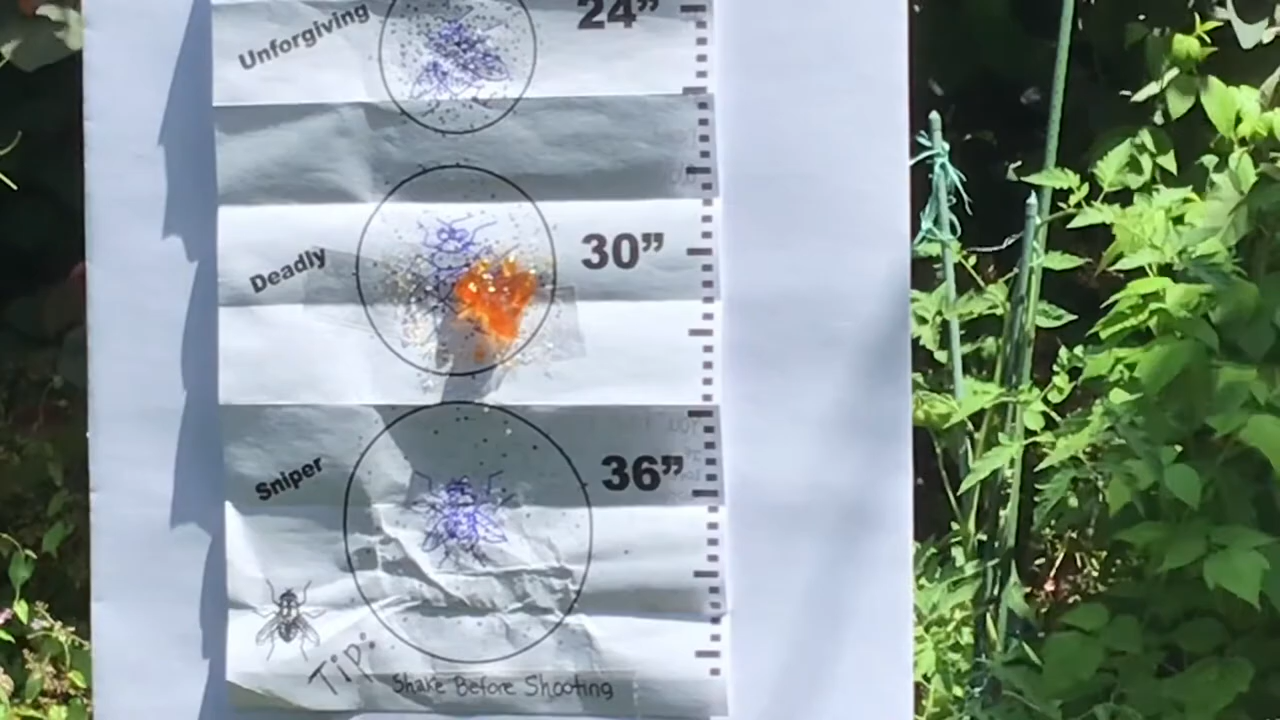 Unforgiving 24”
Deadly 30”
Sniper 36”
Tip:
Shake Before Shooting